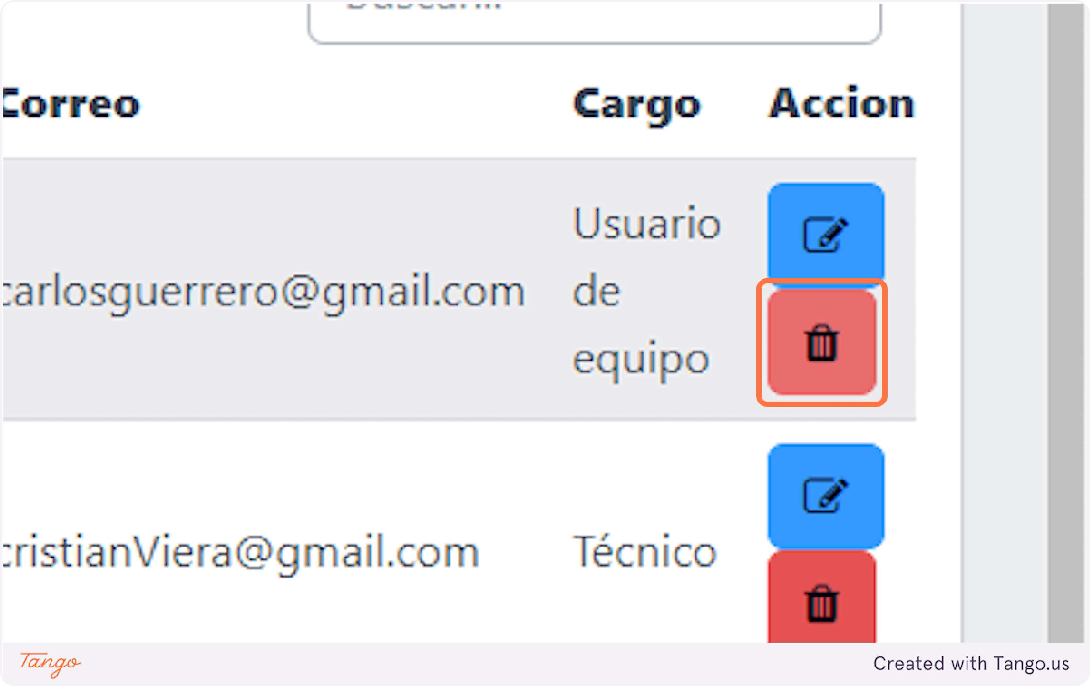 Correo Cargo Accion
Usuario
carlosguerrero@gmail.com de
equipo
cristianViera@gmail.com Técnico
Tango Created with Tango.us